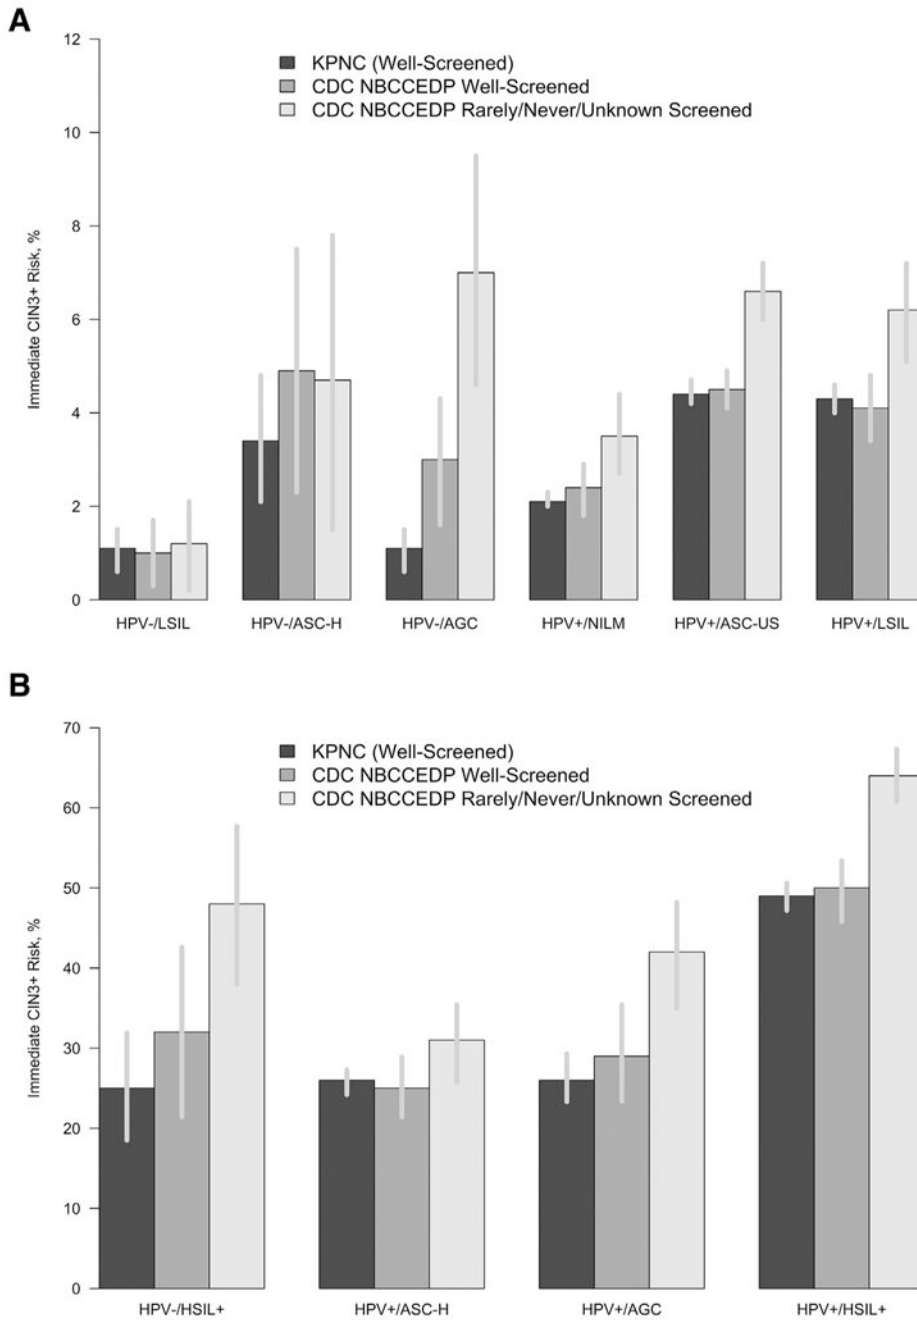 A
12
KPNC (Well-Screened)
CDC NBCCEDP Well-Screened
CDC NBCCEDP Rarely/Never/Unknown Screened
10
8
Immediate CIN3+ Risk, %
6
4
2
0
HPV-/LSIL HPV-/ASC-H HPV-/AGC HPV+/NILM HPV+/ASC-US HPV+/LSIL
B
70
KPNC (Well-Screened)
CDC NBCCEDP Well-Screened
CDC NBCCEDP Rarely/Never/Unknown Screened
60
50
40
Immediate CIN3+ Risk, %
30
20
10
0
HPV-/HSIL+ HPV+/ASC-H HPV+/AGC HPV+/HSIL+